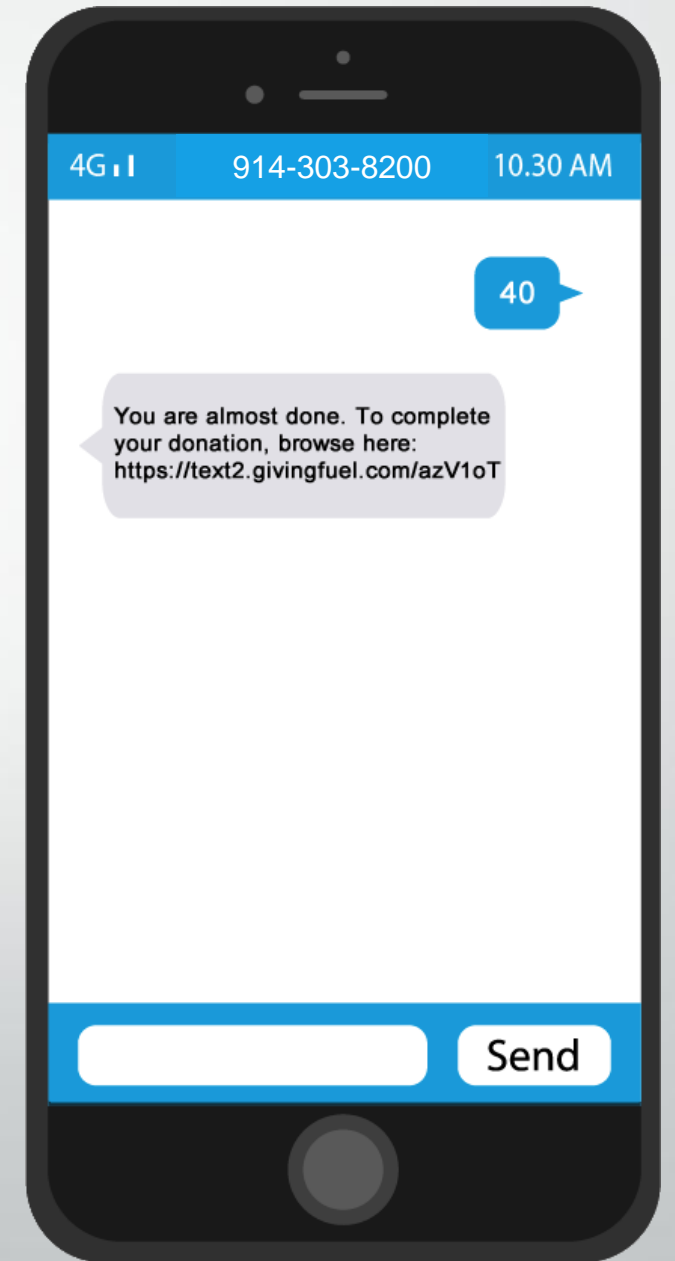 4G 914-303-8200 10.30 AM
40
You are almost done. To complete
your donation, browse here:
https://text2.givingfuel.com/azV1oT
Send